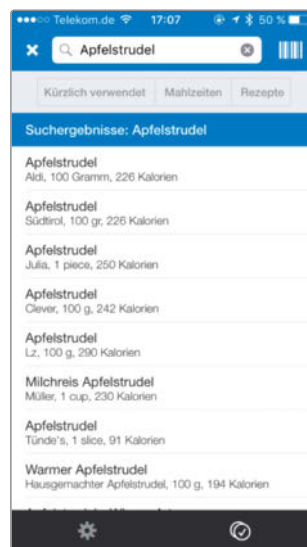 Telekom.de 17:07 50 %
Apfelstrudel
Kürzlich verwendet Mahlzeiten Rezepte
Suchergebnisse: Apfelstrudel
Apfelstrudel
Aldi, 100 Gramm, 226 Kalorien
Apfelstrudel
Südtirol, 100 gr, 226 Kalorien
Apfelstrudel
Julia, 1 piece, 250 Kalorien
Apfelstrudel
Clever, 100 g, 242 Kalorien
Apfelstrudel
Lz, 100 g, 290 Kalorien
Milchreis Apfelstrudel
Müller, 1 cup, 230 Kalorien
Apfelstrudel
Tünde's, 1 slice, 91 Kalorien
Warmer Apfelstrudel
Hausgemachter Apfelstrudel, 100 g, 194 Kalorien